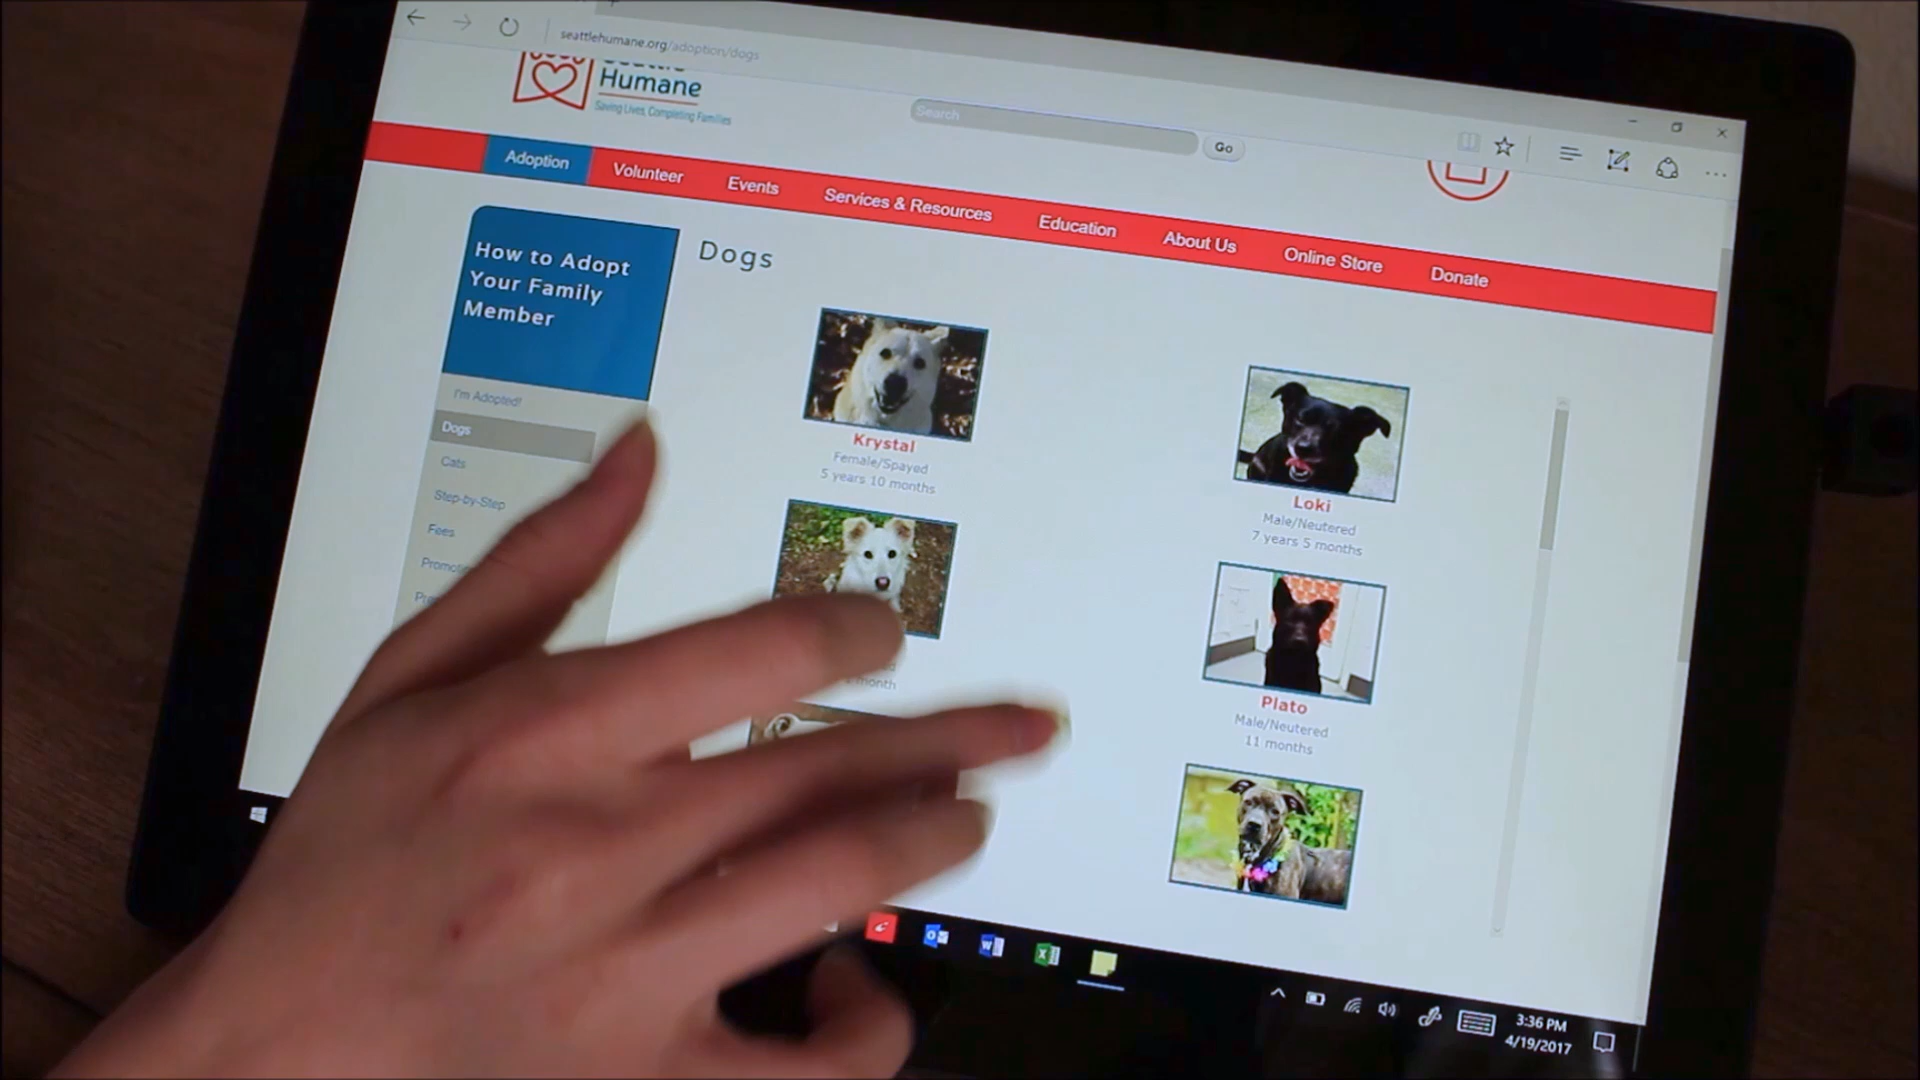 seattlehumane.org/adoption/dogs
Humane
Saving Lives, Completing Families
Search
Go
Adoption
Volunteer
Events
Services & Resources
Education
About Us
Online Store
Donate
How to Adopt
Your Family
Member
I'm Adopted!
Dogs
Cats
Step-by-Step
Fees
Dogs
Krystal
Female/Spayed
5 years 10 months
Loki
Male/Neutered
7 years 5 months
month
Plato
Male/Neutered
11 months
3:36 PM
4/19/2017